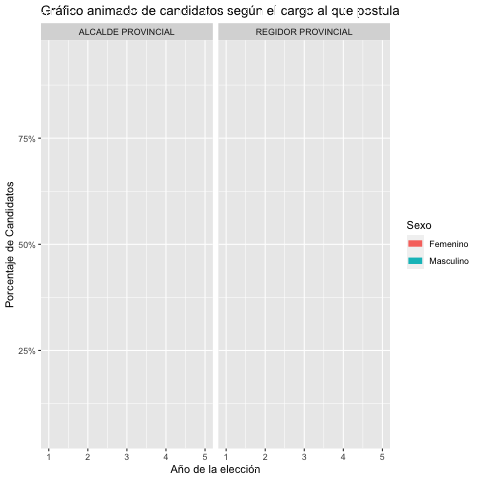 Gráfico animado de candidatos según el cargo al que postula
ALCALDE PROVINCIAL
REGIDOR PROVINCIAL
75%
50%
25%
Porcentaje de Candidatos
1 2 3 4 5
1 2 3 4 5
Año de la elección
Sexo
Femenino
Masculino